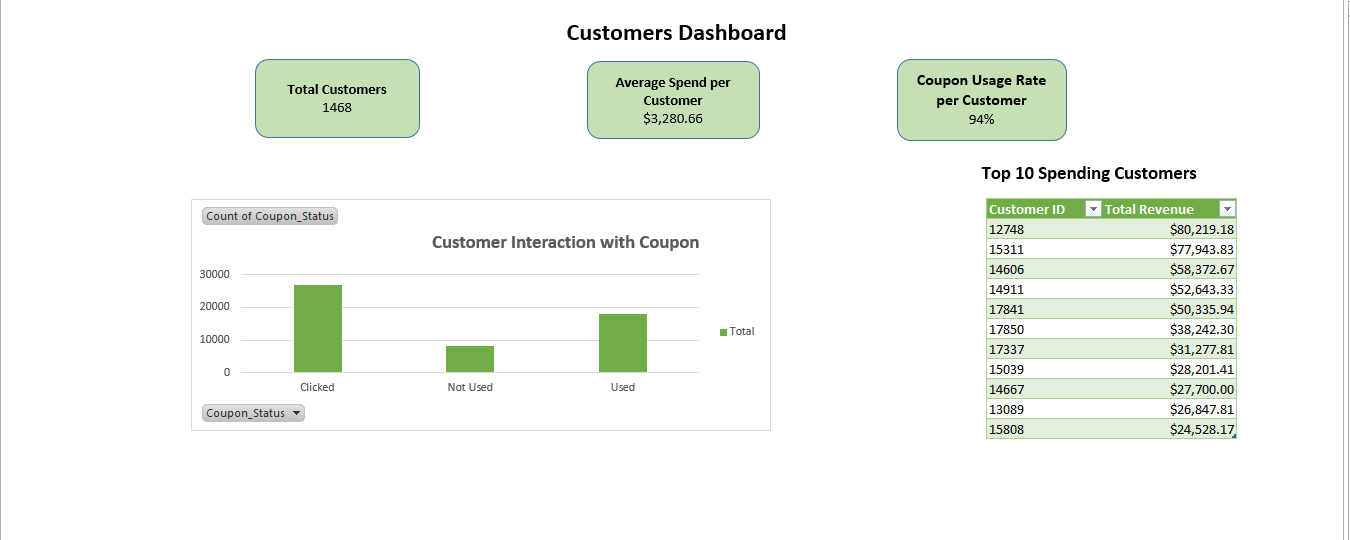 Customers Dashboard
Total Customers
1468
Average Spend per
Customer
$3,280.66
Coupon Usage Rate
per Customer
94%
Top 10 Spending Customers
Count of Coupon_Status
Customer Interaction with Coupon
30000
20000
10000
0
Clicked
Not Used
Used
Total
Coupon_Status
Customer ID Total Revenue
12748 $80,219.18
15311 $77,943.83
14606 $58,372.67
14911 $52,643.33
17841 $50,335.94
17850 $38,242.30
17337 $31,277.81
15039 $28,201.41
14667 $27,700.00
13089 $26,847.81
15808 $24,528.17